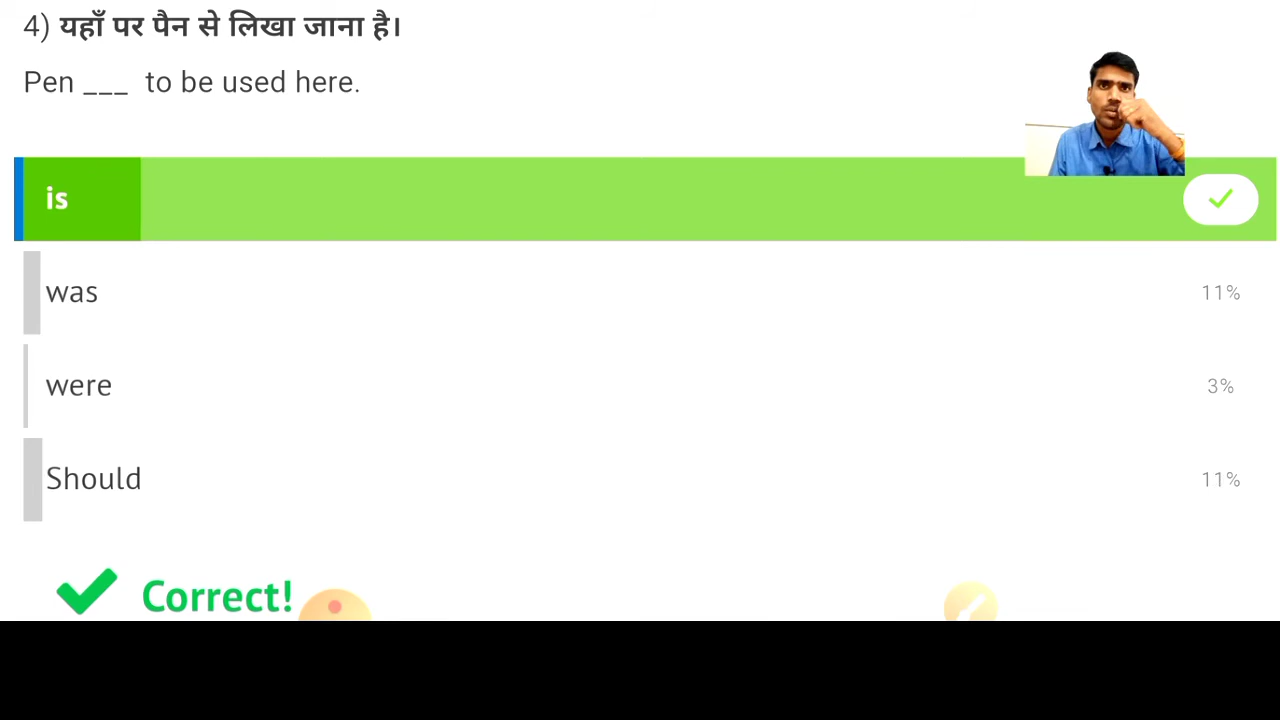 4) यहाँ पर पैन से लिखा जाना है।
Pen ___ to be used here.
is
was 11%
were 3%
Should 11%
Correct!